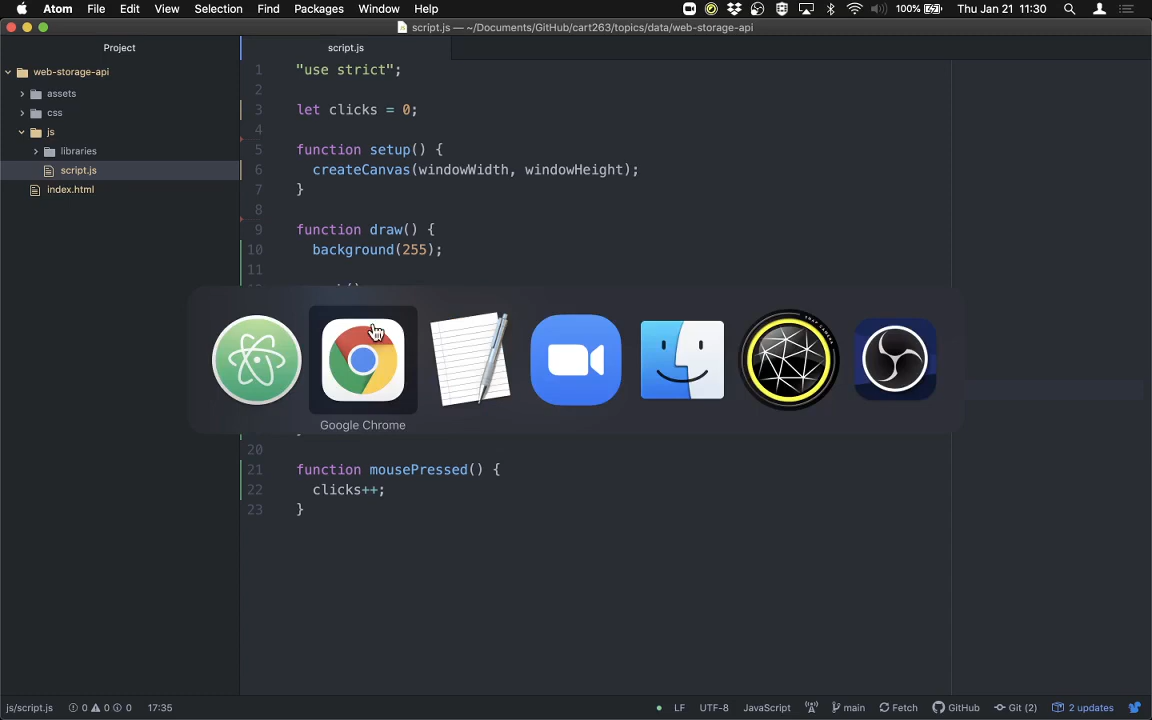 Atom File Edit View Selection Find Packages Window Help 100% Thu Jan 21 11:30
script.js — ~/Documents/GitHub/cart263/topics/data/web-storage-api
Project
script.js
web-storage-api
assets
css
js
libraries
script.js
index.html
1 "use strict";
2
3 let clicks = 0;
4
5 function setup() {
6 createCanvas(windowWidth, windowHeight);
7 }
8
9 function draw() {
10 background(255);
11
Google Chrome
20
21 function mousePressed() {
22 clicks++;
23 }
js/script.js 0 0 0 17:35 LF UTF-8 JavaScript main Fetch GitHub Git (2) 2 updates